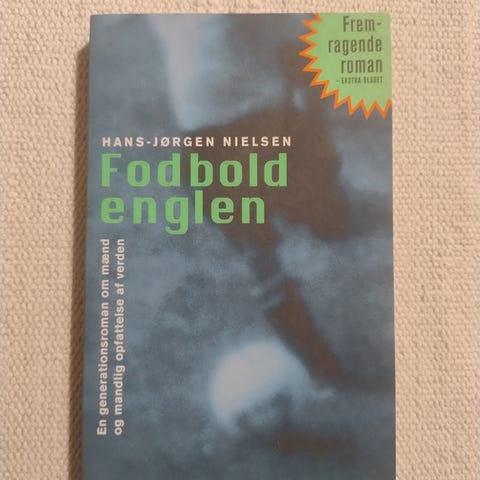 Frem-
ragende
roman
- EKSTRA BLADET
HANS-JØRGEN NIELSEN
Fodbold
englen
En generationsroman om mænd
og mandlig opfattelse af verden